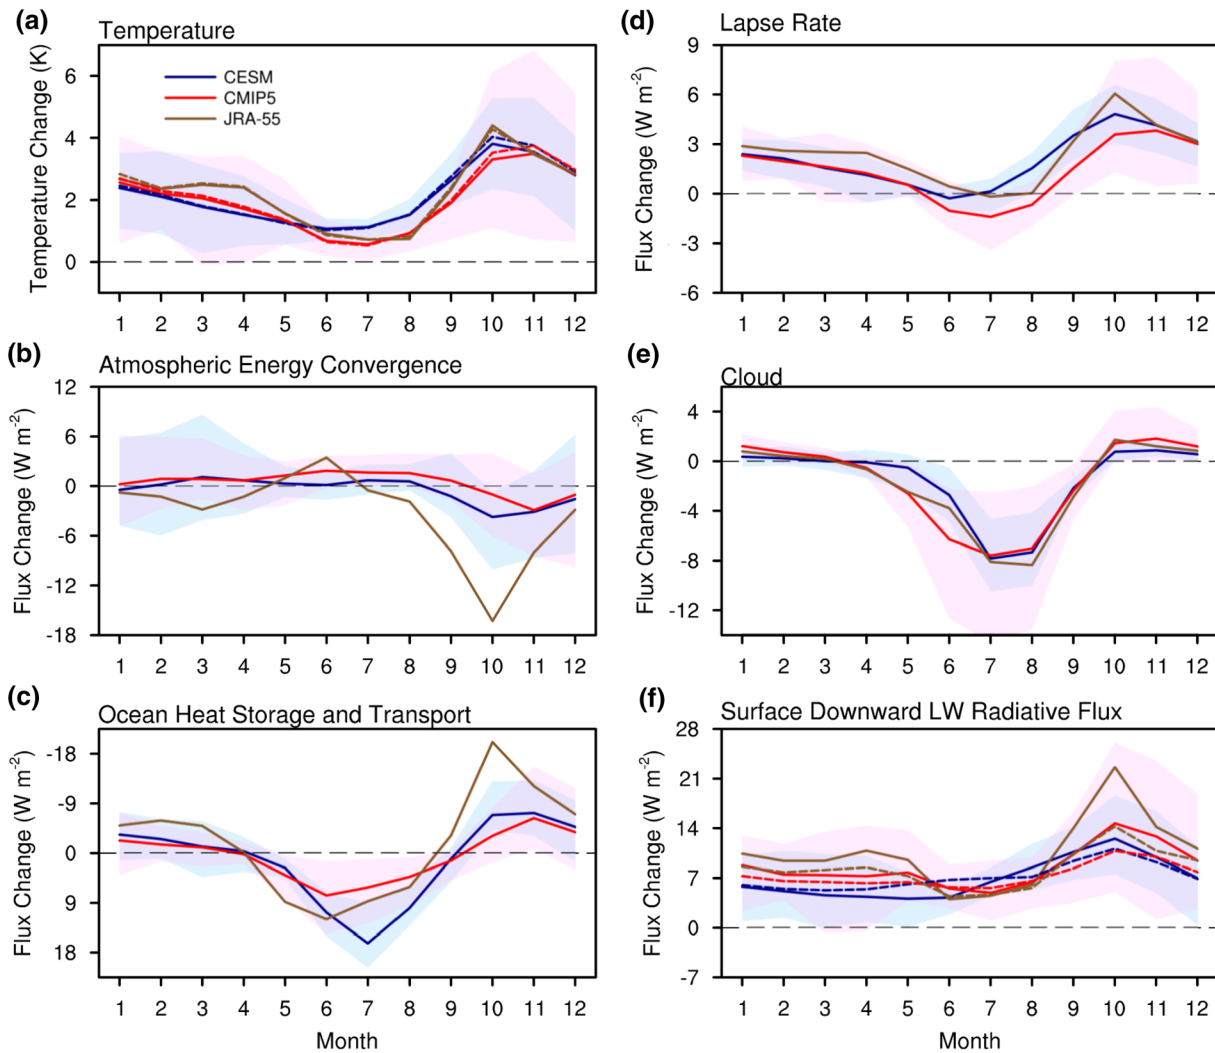 (a)
Temperature
Temperature Change (K)
6
4
2
0
CESM
CMIP5
JRA-55
1 2 3 4 5 6 7 8 9 10 11 12
(d)
Lapse Rate
Flux Change (W m-2)
9
6
3
0
-3
-6
1 2 3 4 5 6 7 8 9 10 11 12
(b)
Atmospheric Energy Convergence
Flux Change (W m-2)
12
6
0
-6
-12
-18
1 2 3 4 5 6 7 8 9 10 11 12
(e)
Cloud
Flux Change (W m-2)
4
0
-4
-8
-12
1 2 3 4 5 6 7 8 9 10 11 12
(c)
Ocean Heat Storage and Transport
Flux Change (W m-2)
-18
-9
0
9
18
1 2 3 4 5 6 7 8 9 10 11 12
Month
(f)
Surface Downward LW Radiative Flux
Flux Change (W m-2)
28
21
14
7
0
-7
1 2 3 4 5 6 7 8 9 10 11 12
Month